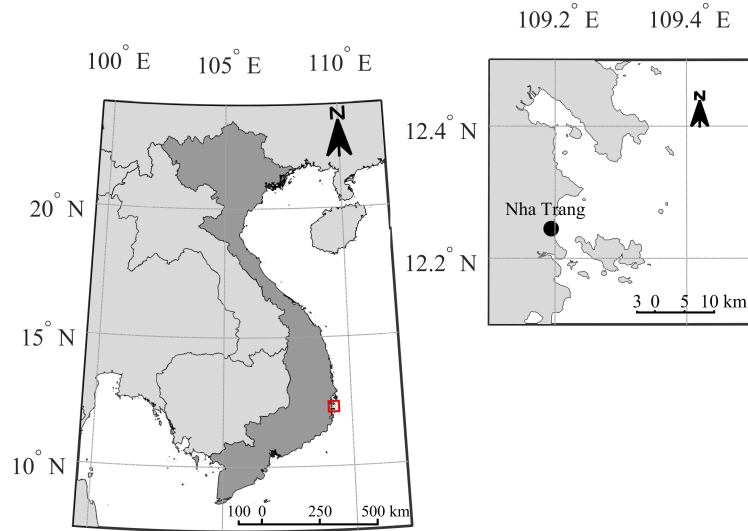 109.2° E 109.4° E
100° E 105° E 110° E
N
N
12.4° N
20° N
Nha Trang
12.2° N
3 0 5 10 km
15° N
10° N
100 0 250 500 km